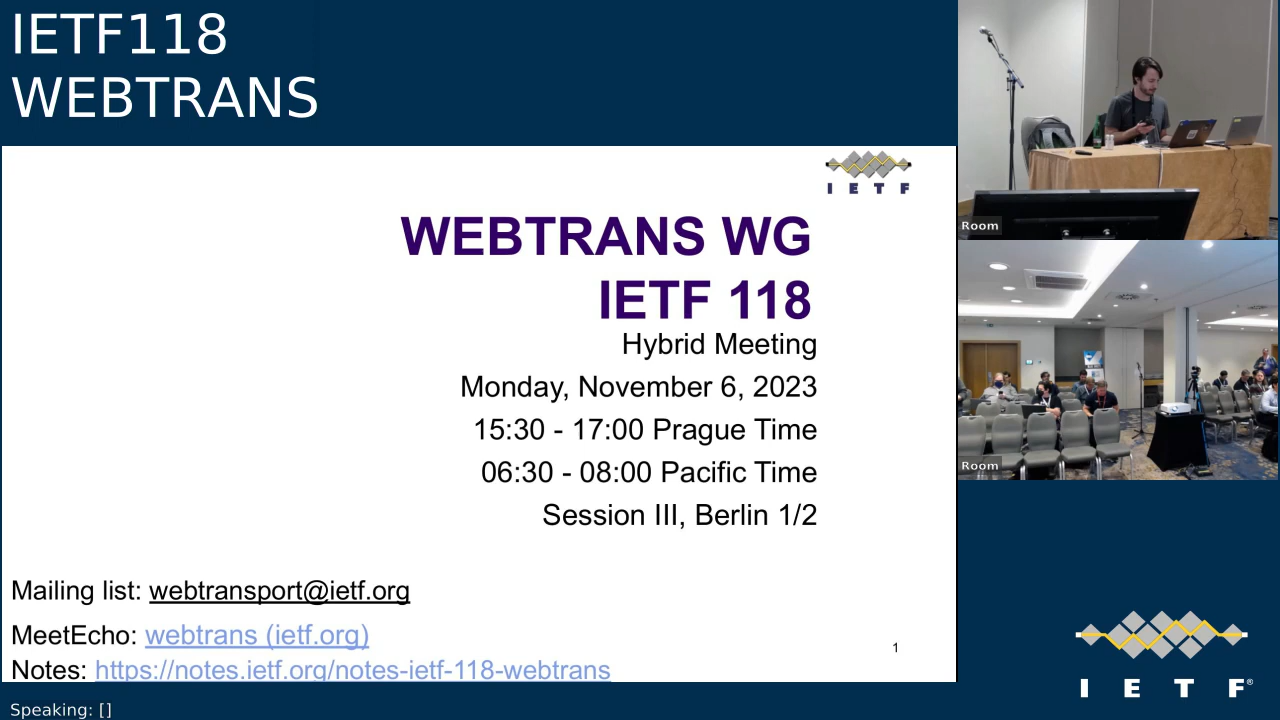 IETF118
WEBTRANS
I E T F
WEBTRANS WG
IETF 118
Hybrid Meeting
Monday, November 6, 2023
15:30 - 17:00 Prague Time
06:30 - 08:00 Pacific Time
Session III, Berlin 1/2
Mailing list: webtransport@ietf.org
MeetEcho: webtrans (ietf.org)
Notes: https://notes.ietf.org/notes-ietf-118-webtrans
1
Speaking: []
Room
Room
I E T F®